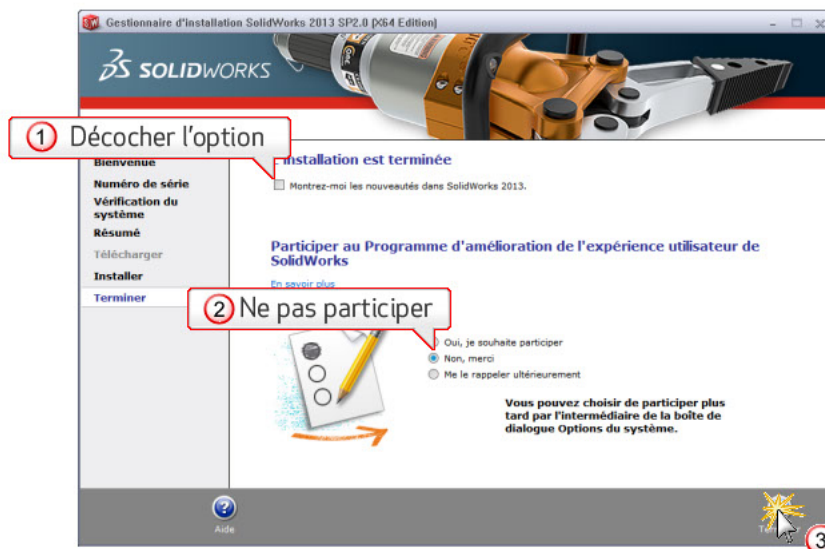 Gestionnaire d'installation SolidWorks 2013 SP2.0 (X64 Edition)
SOLIDWORKS
1 Décocher l'option
Bienvenue
Numéro de série
Vérification du
système
Résumé
Télécharger
Installer
Terminer
installation est terminée
Montrez-moi les nouveautés dans SolidWorks 2013.
Participer au Programme d'amélioration de l'expérience utilisateur de
SolidWorks
En savoir plus
2 Ne pas participer
Oui, je souhaite participer
Non, merci
Me le rappeler ultérieurement
Vous pouvez choisir de participer plus
tard par l'intermédiaire de la boîte de
dialogue Options du système.
Aide
3